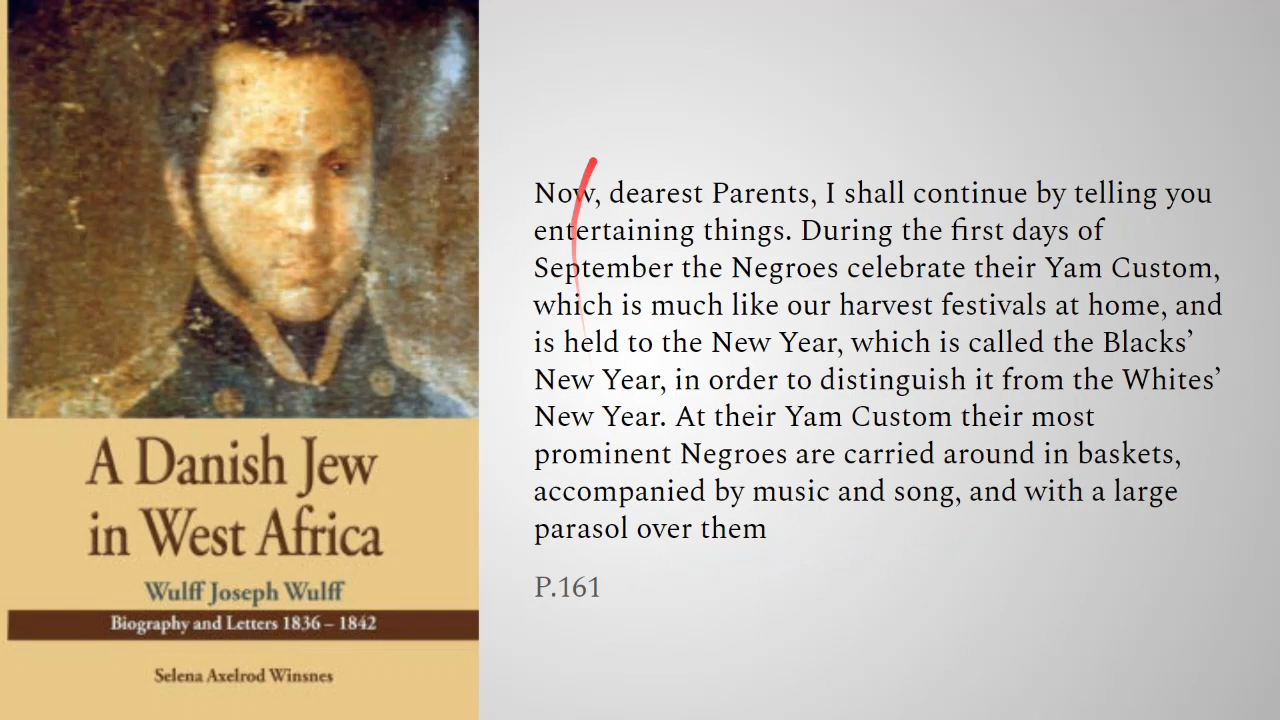 A Danish Jew
in West Africa
Wulff Joseph Wulff
Biography and Letters 1836 – 1842
Selena Axelrod Winsnes
Now, dearest Parents, I shall continue by telling you
entertaining things. During the first days of
September the Negroes celebrate their Yam Custom,
which is much like our harvest festivals at home, and
is held to the New Year, which is called the Blacks’
New Year, in order to distinguish it from the Whites’
New Year. At their Yam Custom their most
prominent Negroes are carried around in baskets,
accompanied by music and song, and with a large
parasol over them
P.161